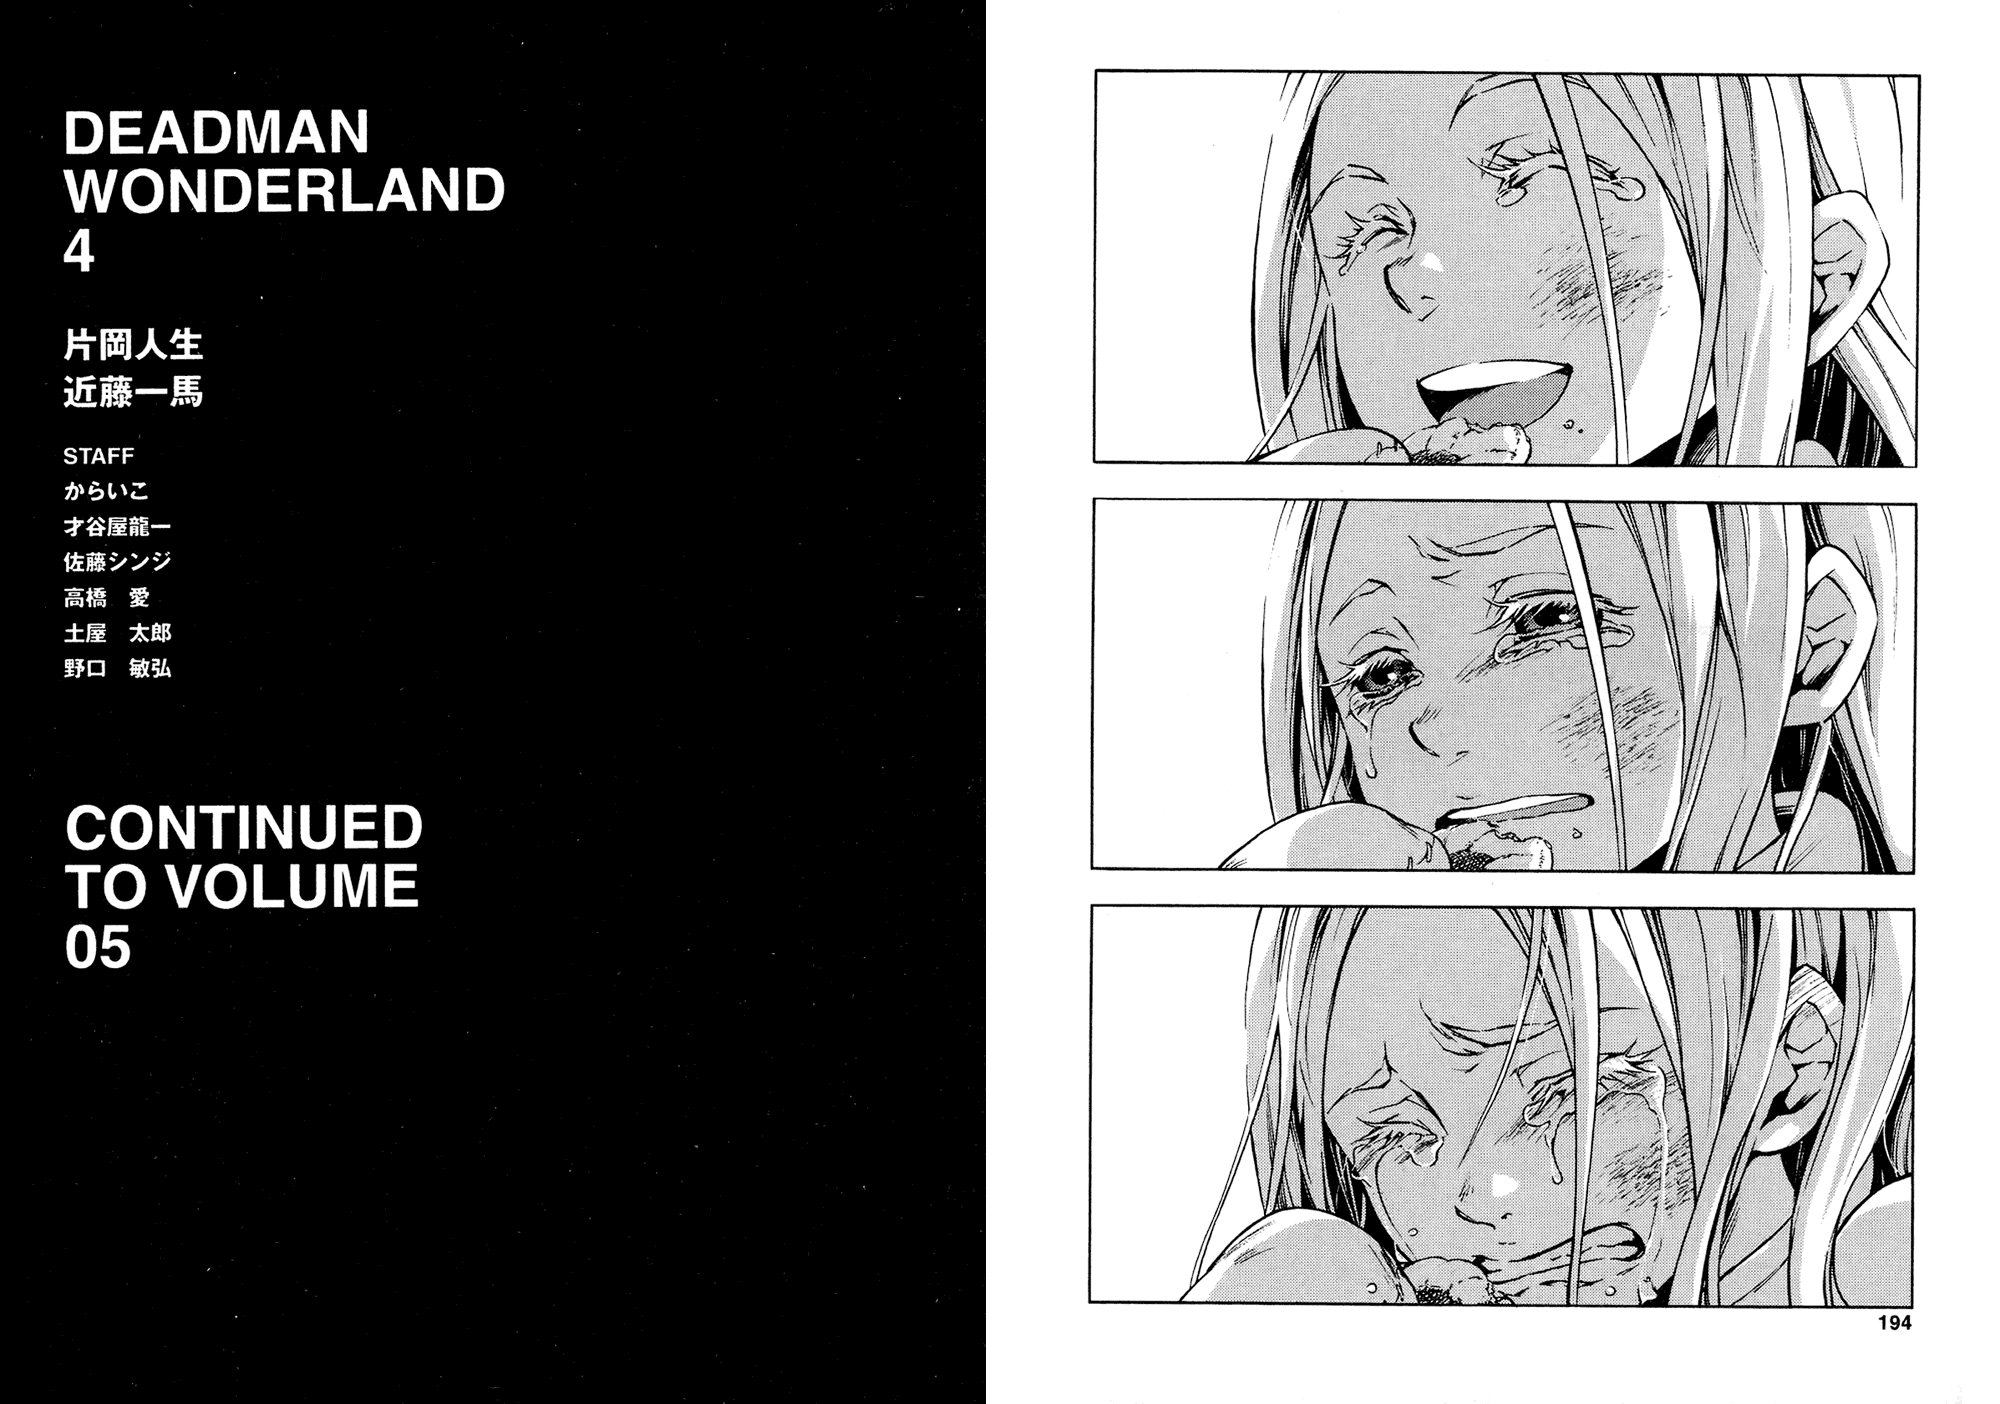 DEADMAN
WONDERLAND
4
片岡人生
近藤一馬
STAFF
からいこ
才谷屋龍一
佐藤シンジ
高橋　愛
土屋　太郎
野口　敏弘
CONTINUED
TO VOLUME
05
194